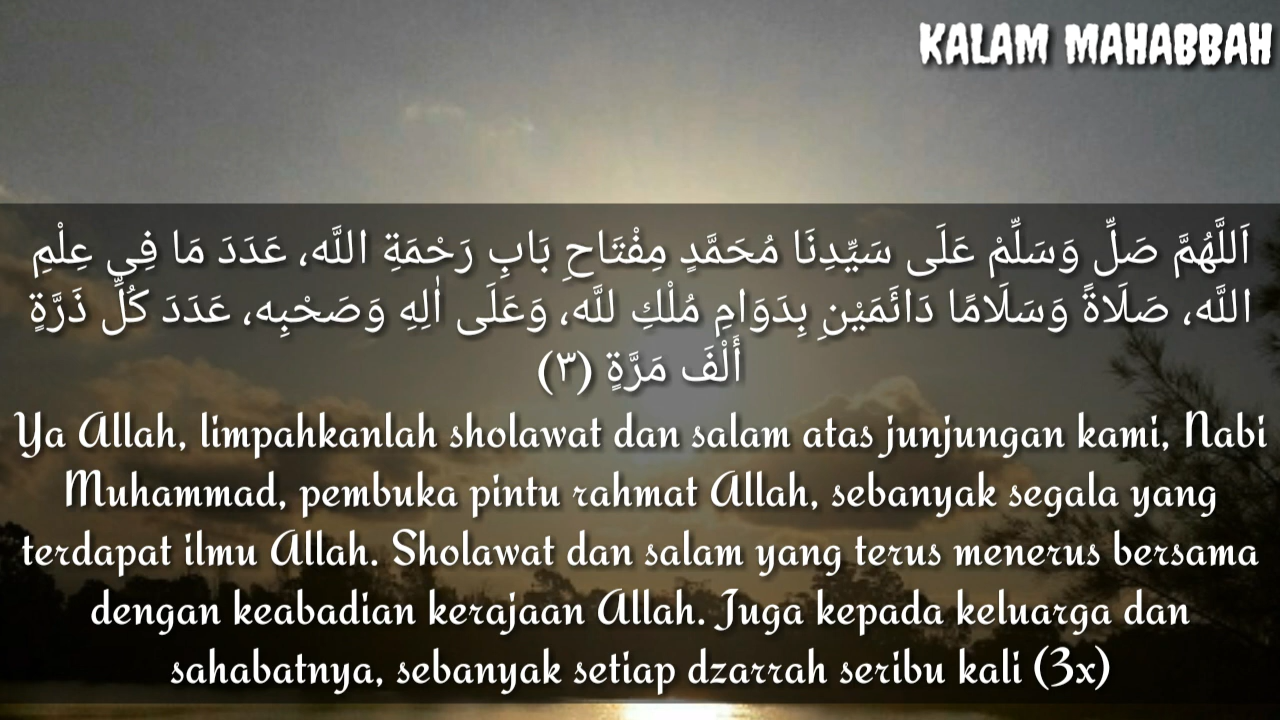 KALAM MAHABBAH
اَللَّهُمَّ صَلِّ وَسَلِّمْ عَلَى سَيِّدِنَا مُحَمَّدٍ مِفْتَاحِ بَابِ رَحْمَةِ اللَّه، عَدَدَ مَا فِى عِلْمِ
اللَّه، صَلَاةً وَسَلَامًا دَائَمَيْنِ بِدَوَامِ مُلْكِ للَّه، وَعَلَى اٰلِهِ وَصَحْبِه، عَدَدَ كُلِّ ذَرَّةٍ
أَلْفَ مَرَّةٍ (٣)
Ya Allah, limpahkanlah sholawat dan salam atas junjungan kami, Nabi
Muhammad, pembuka pintu rahmat Allah, sebanyak segala yang
terdapat ilmu Allah. Sholawat dan salam yang terus menerus bersama
dengan keabadian kerajaan Allah. Juga kepada keluarga dan
sahabatnya, sebanyak setiap dzarrah seribu kali (3x)